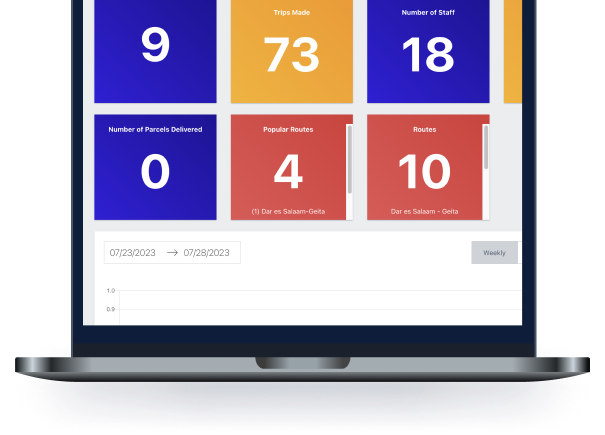 Trips Made
Number of Staff
9
73
18
Number of Parcels Delivered
Popular Routes
Routes
0
4
10
(1) Dar es Salaam-Geita
Dar es Salaam - Geita
07/23/2023 → 07/28/2023
Weekly
1.0
0.9